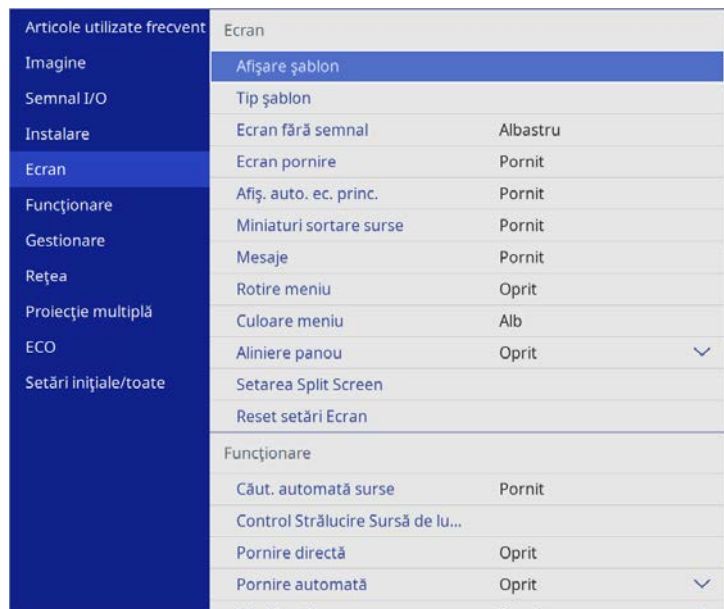 Articole utilizate frecvent
Imagine
Semnal I/O
Instalare
Ecran
Funcţionare
Gestionare
Reţea
Proiecţie multiplă
ECO
Setări iniţiale/toate
Ecran
Afişare şablon
Tip şablon
Ecran fără semnal Albastru
Ecran pornire Pornit
Afiş. auto. ec. princ. Pornit
Miniaturi sortare surse Pornit
Mesaje Pornit
Rotire meniu Oprit
Culoare meniu Alb
Aliniere panou Oprit
Setarea Split Screen
Reset setări Ecran
Funcţionare
Căut. automată surse Pornit
Control Strălucire Sursă de lu...
Pornire directă Oprit
Pornire automată Oprit